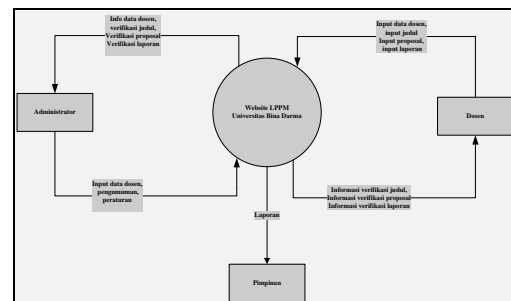 Info data dosen,
verifikasi judul,
Verifikasi proposal
Verifikasi laporan
Input data dosen,
input judul
Input proposal,
input laporan
Administrator
Website LPPM
Universitas Bina Darma
Dosen
Input data dosen,
pengumuman,
peraturan
Informasi verifikasi judul,
Informasi verifikasi proposal
Informasi verifikasi laporan
Laporan
Pimpinan